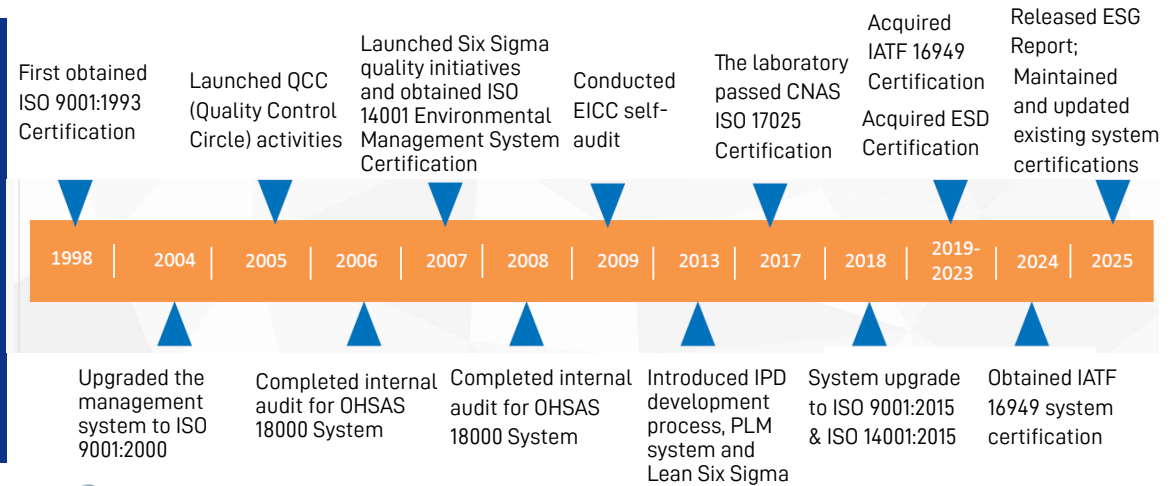 First obtained
ISO 9001:1993
Certification
Launched QCC
(Quality Control
Circle) activities
Launched Six Sigma
quality initiatives
and obtained ISO
14001 Environmental
Management System
Certification
Conducted
EICC self-
audit
The laboratory
passed CNAS
ISO 17025
Certification
Acquired
IATF 16949
Certification
Acquired ESD
Certification
Released ESG
Report;
Maintained
and updated
existing system
certifications
1998
2004
2005
2006
2007
2008
2009
2013
2017
2018
2019-
2023
2024
2025
Upgraded the
management
system to ISO
9001:2000
Completed internal
audit for OHSAS
18000 System
Completed internal
audit for OHSAS
18000 System
Introduced IPD
development
process, PLM
system and
Lean Six Sigma
System upgrade
to ISO 9001:2015
& ISO 14001:2015
Obtained IATF
16949 system
certification